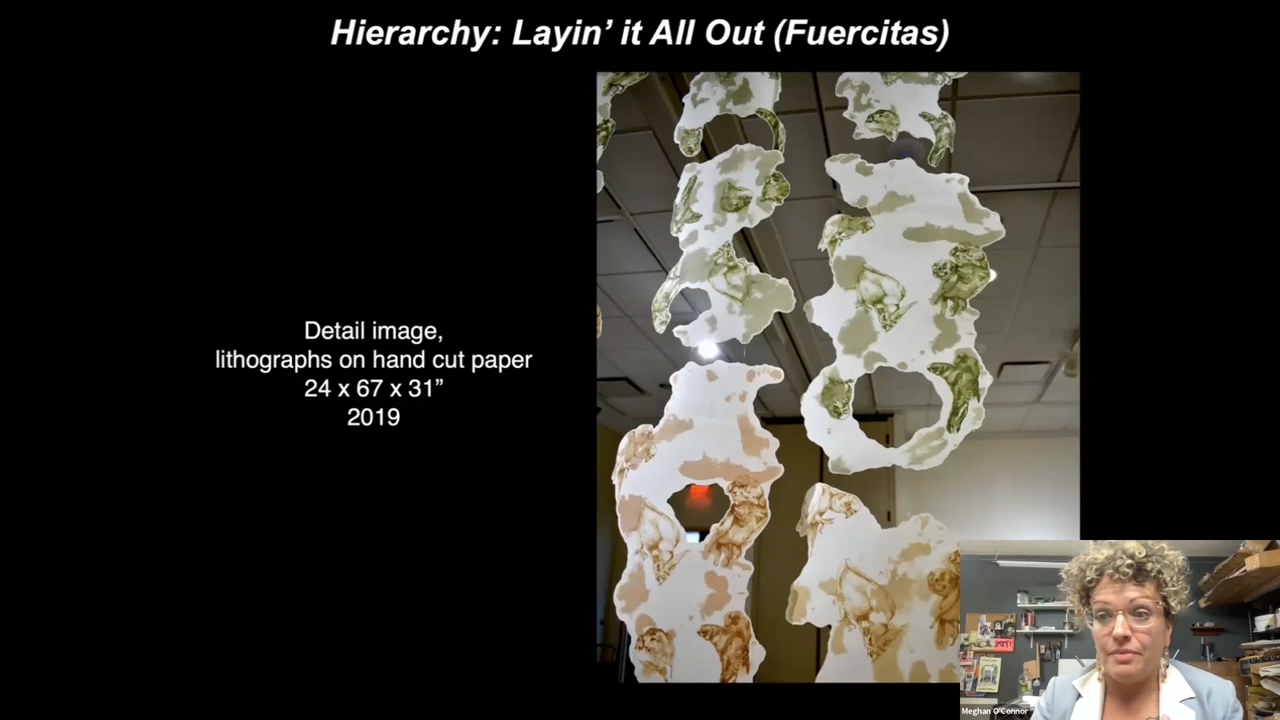 Hierarchy: Layin’ it All Out (Fuercitas)
Detail image,
lithographs on hand cut paper
24 x 67 x 31”
2019
Meghan O'Connor